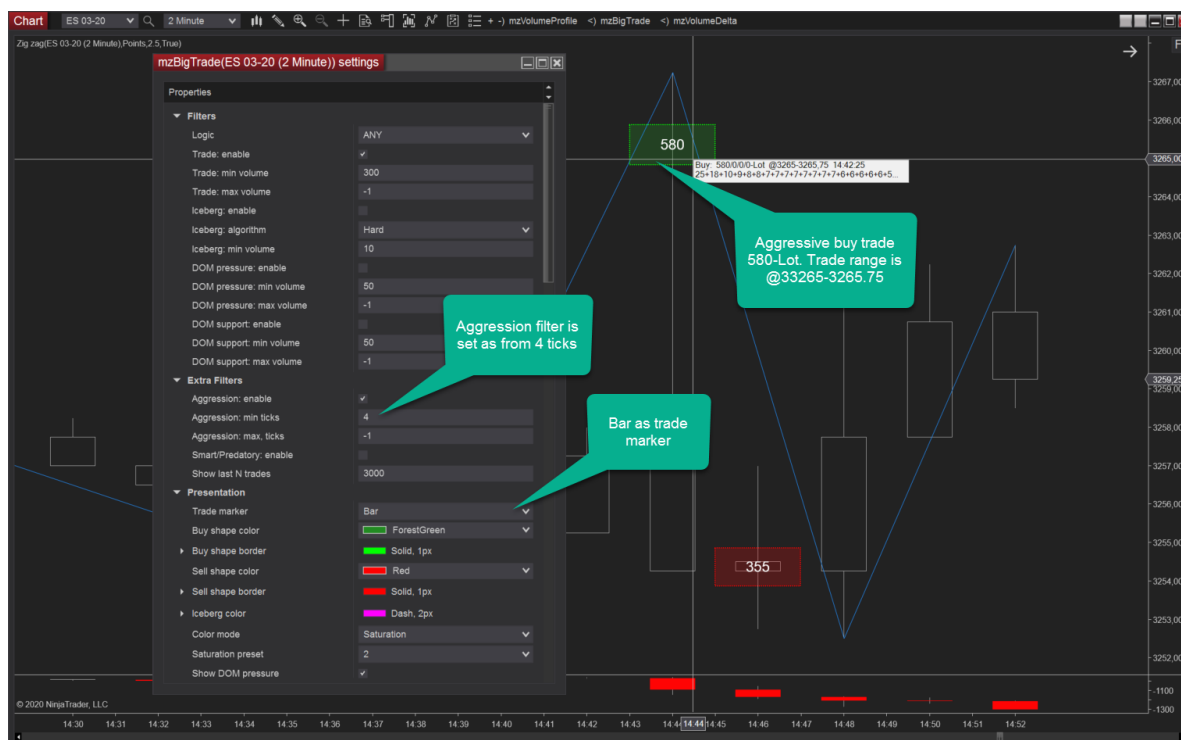 Chart ES 03-20 2 Minute + -) mzVolumeProfile <) mzBigTrade <) mzVolumeDelta
Zig zag(ES 03-20 (2 Minute),Points,2.5,True)
F
mzBigTrade(ES 03-20 (2 Minute)) settings
Properties
Filters
Logic ANY
Trade: enable
Trade: min volume 300
Trade: max volume -1
Iceberg: enable
Iceberg: algorithm Hard
Iceberg: min volume 10
DOM pressure: enable
DOM pressure: min volume 50
DOM pressure: max volume -1
DOM support: enable
DOM support: min volume 50
DOM support: max volume -1
Extra Filters
Aggression: enable
Aggression: min ticks 4
Aggression: max, ticks -1
Smart/Predatory: enable
Show last N trades 3000
Presentation
Trade marker Bar
Buy shape color ForestGreen
Buy shape border Solid, 1px
Sell shape color Red
Sell shape border Solid, 1px
Iceberg color Dash, 2px
Color mode Saturation
Saturation preset 2
Show DOM pressure
580
Buy: 580/0/0/0-Lot @3265-3265,75 14:42:25
25+18+10+9+8+8+7+7+7+7+7+7+7+7+6+6+6+6+6+5...
Aggressive buy trade
580-Lot. Trade range is
@33265-3265.75
Aggression filter is
set as from 4 ticks
Bar as trade
marker
355
3267,00
3266,00
3265,00
3264,00
3263,00
3262,00
3261,00
3260,00
3259,25
3259,00
3258,00
3257,00
3256,00
3255,00
3254,00
3253,00
3252,00
-1100
-1300
© 2020 NinjaTrader, LLC
14:30 14:31 14:32 14:33 14:34 14:35 14:36 14:37 14:38 14:39 14:40 14:41 14:42 14:43 14:44 14:44 14:45 14:46 14:47 14:48 14:49 14:50 14:51 14:52